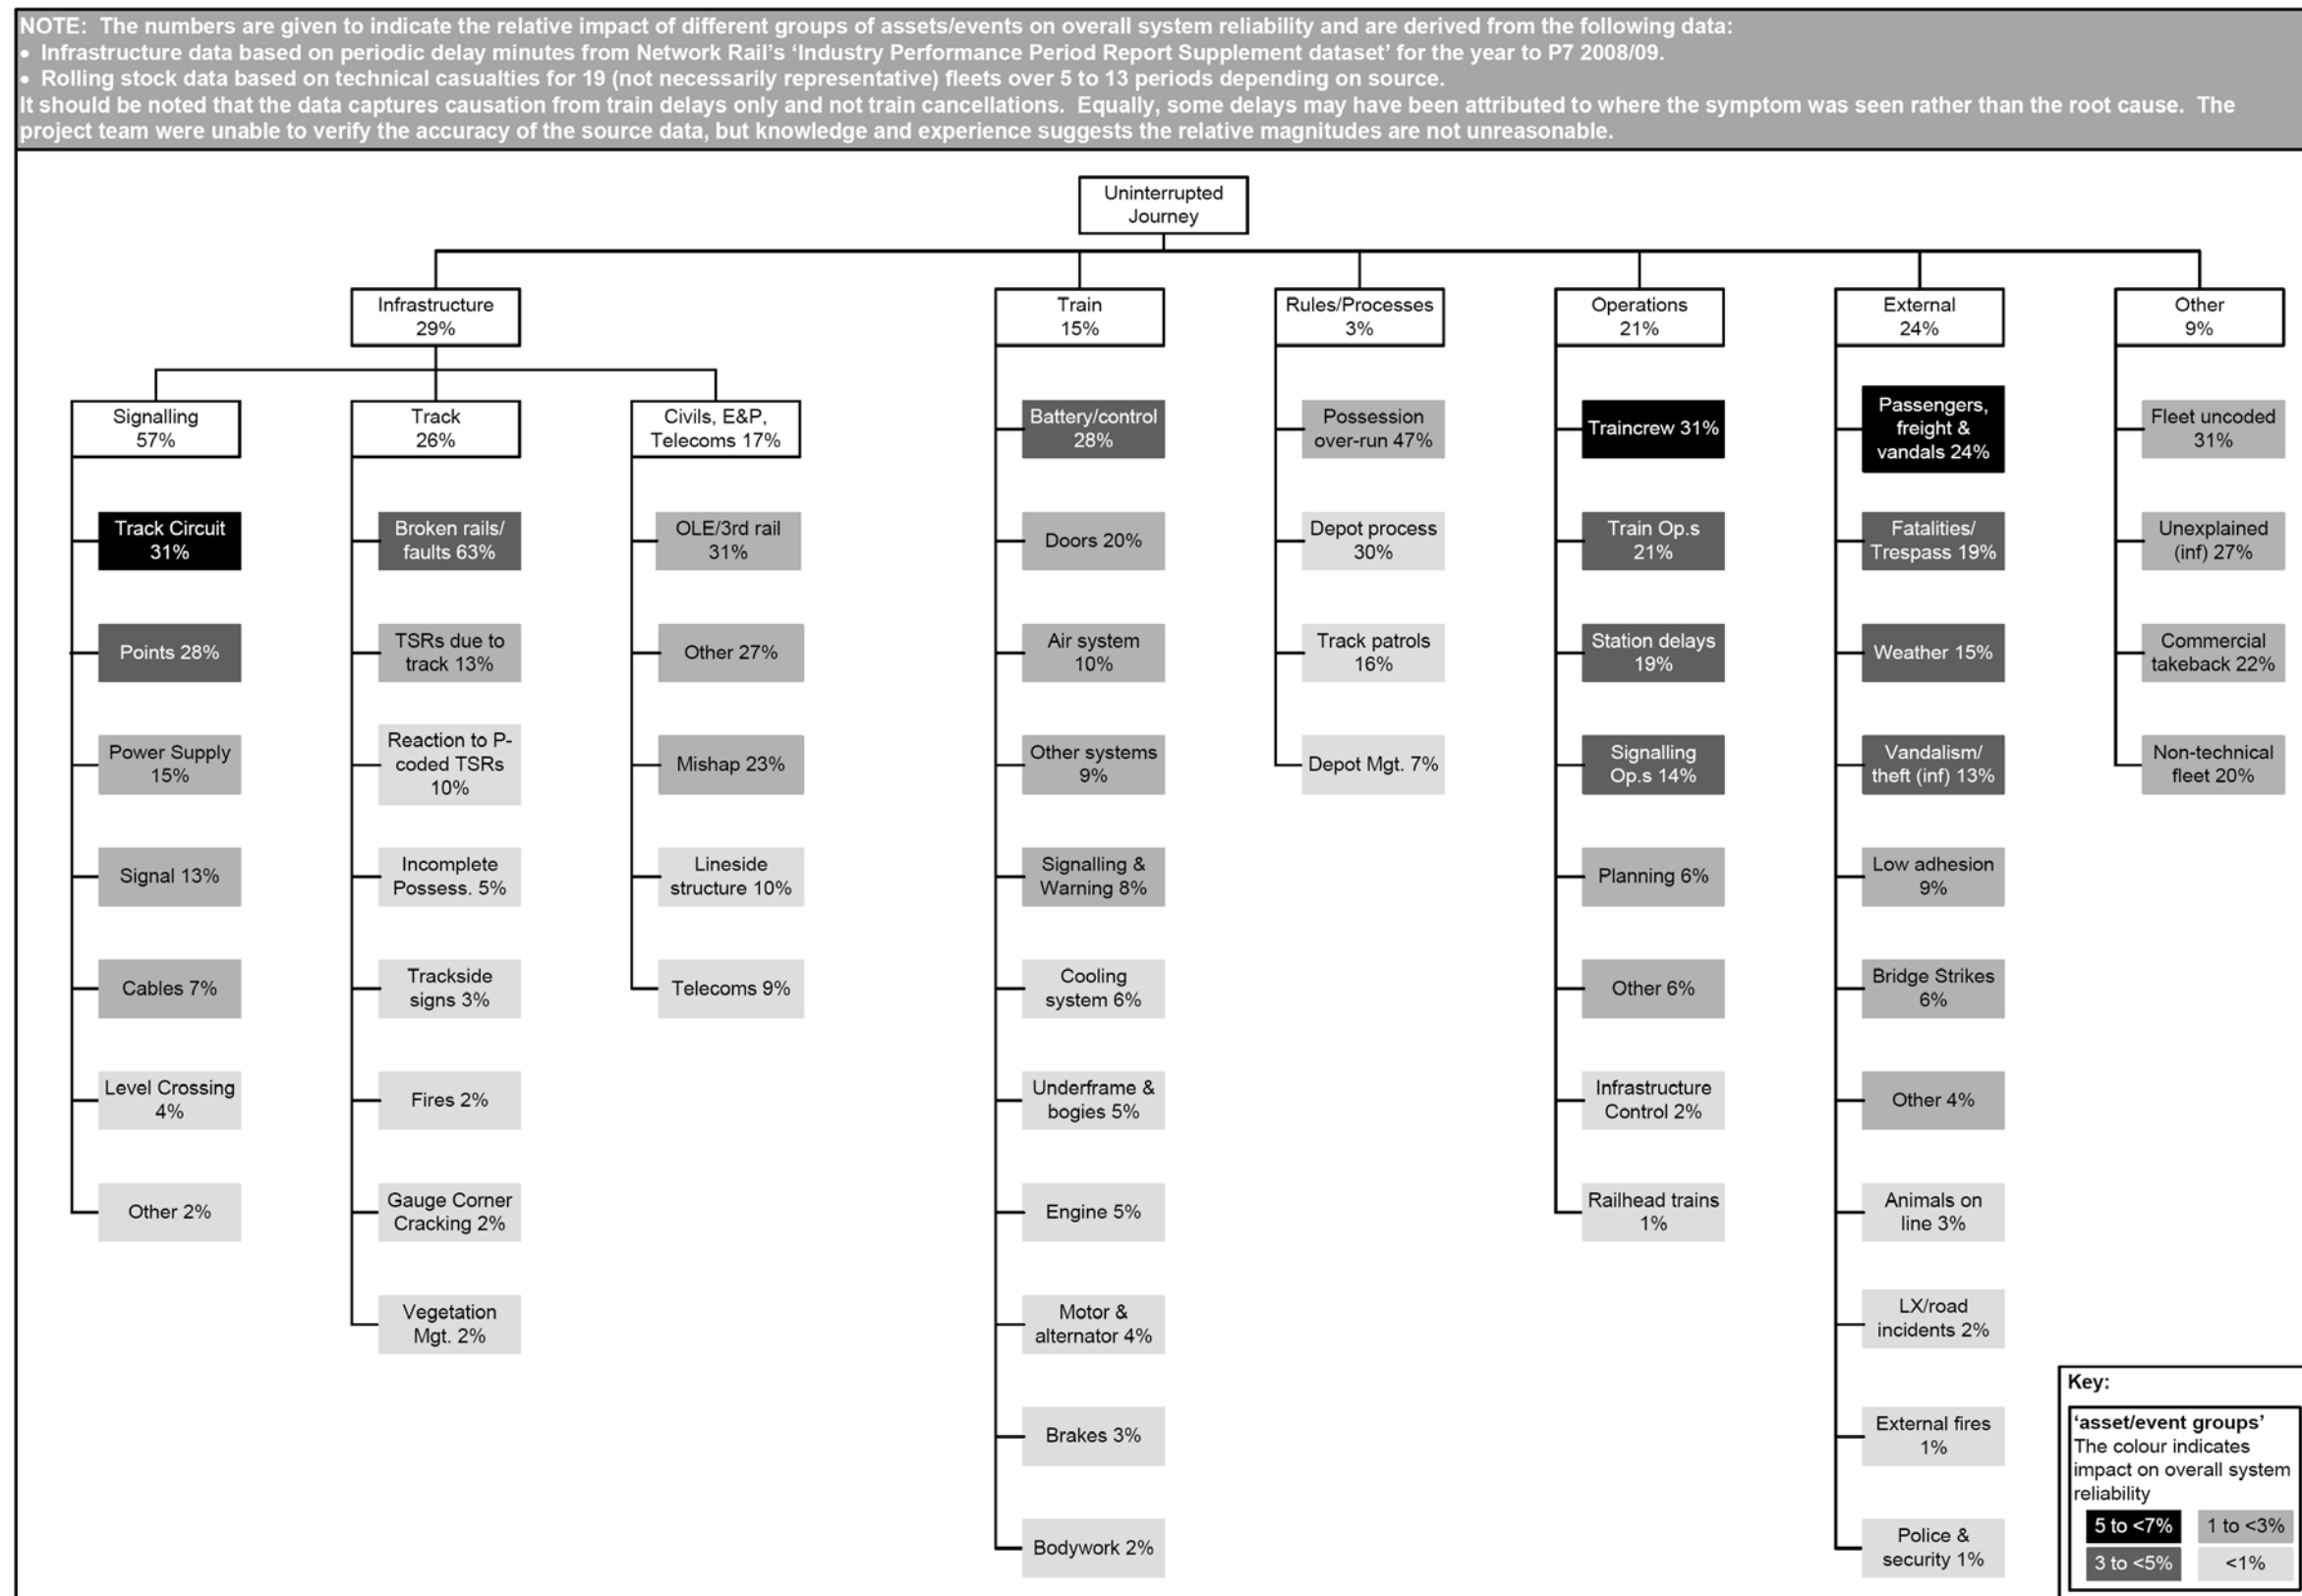 NOTE: The numbers are given to indicate the relative impact of different groups of assets/events on overall system reliability and are derived from the following data:
• Infrastructure data based on periodic delay minutes from Network Rail's 'Industry Performance Period Report Supplement dataset' for the year to P7 2008/09.
• Rolling stock data based on technical casualties for 19 (not necessarily representative) fleets over 5 to 13 periods depending on source.
It should be noted that the data captures causation from train delays only and not train cancellations. Equally, some delays may have been attributed to where the symptom was seen rather than the root cause. The
project team were unable to verify the accuracy of the source data, but knowledge and experience suggests the relative magnitudes are not unreasonable.
Uninterrupted
Journey
Infrastructure
29%
Signalling
57%
Track Circuit
31%
Points 28%
Power Supply
15%
Signal 13%
Cables 7%
Level Crossing
4%
Other 2%
Track
26%
Broken rails/
faults 63%
TSRs due to
track 13%
Reaction to P-
coded TSRs
10%
Incomplete
Possess. 5%
Trackside
signs 3%
Fires 2%
Gauge Corner
Cracking 2%
Vegetation
Mgt. 2%
Civils, E&P,
Telecoms 17%
OLE/3rd rail
31%
Other 27%
Mishap 23%
Lineside
structure 10%
Telecoms 9%
Train
15%
Battery/control
28%
Doors 20%
Air system
10%
Other systems
9%
Signalling &
Warning 8%
Cooling
system 6%
Underframe &
bogies 5%
Engine 5%
Motor &
alternator 4%
Brakes 3%
Bodywork 2%
Rules/Processes
3%
Possession
over-run 47%
Depot process
30%
Track patrols
16%
Depot Mgt. 7%
Operations
21%
Traincrew 31%
Train Op.s
21%
Station delays
19%
Signalling
Op.s 14%
Planning 6%
Other 6%
Infrastructure
Control 2%
Railhead trains
1%
External
24%
Passengers,
freight &
vandals 24%
Fatalities/
Trespass 19%
Weather 15%
Vandalism/
theft (inf) 13%
Low adhesion
9%
Bridge Strikes
6%
Other 4%
Animals on
line 3%
LX/road
incidents 2%
External fires
1%
Police &
security 1%
Other
9%
Fleet uncoded
31%
Unexplained
(inf) 27%
Commercial
takeback 22%
Non-technical
fleet 20%
Key:
'asset/event groups'
The colour indicates
impact on overall system
reliability
5 to <7% 1 to <3%
3 to <5% <1%